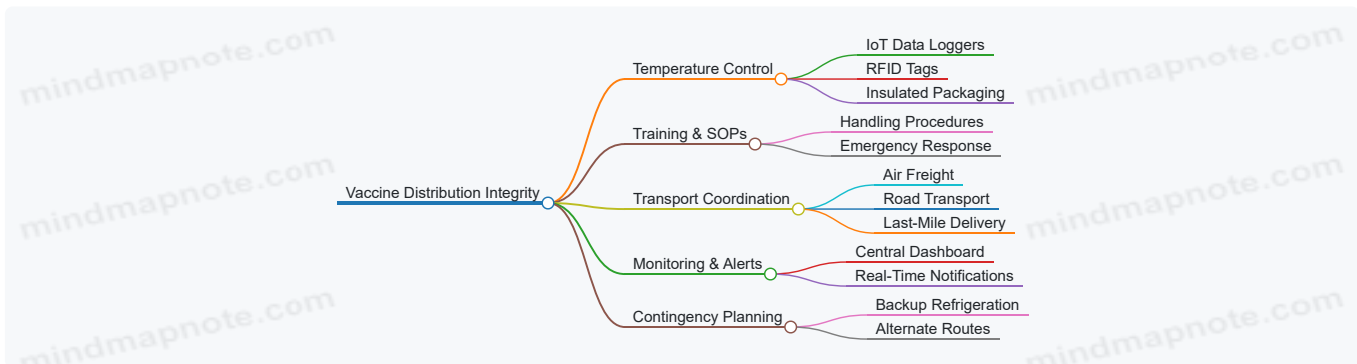 mindmapnote.com
mindmapnote.com
Vaccine Distribution Integrity
Temperature Control
IoT Data Loggers
RFID Tags
Insulated Packaging
Training & SOPs
Handling Procedures
Emergency Response
Transport Coordination
Air Freight
Road Transport
Last-Mile Delivery
Monitoring & Alerts
Central Dashboard
Real-Time Notifications
Contingency Planning
Backup Refrigeration
Alternate Routes
mindmapnote.com
mindmapnote.com
mindmapnote.com
mindmapnote.com